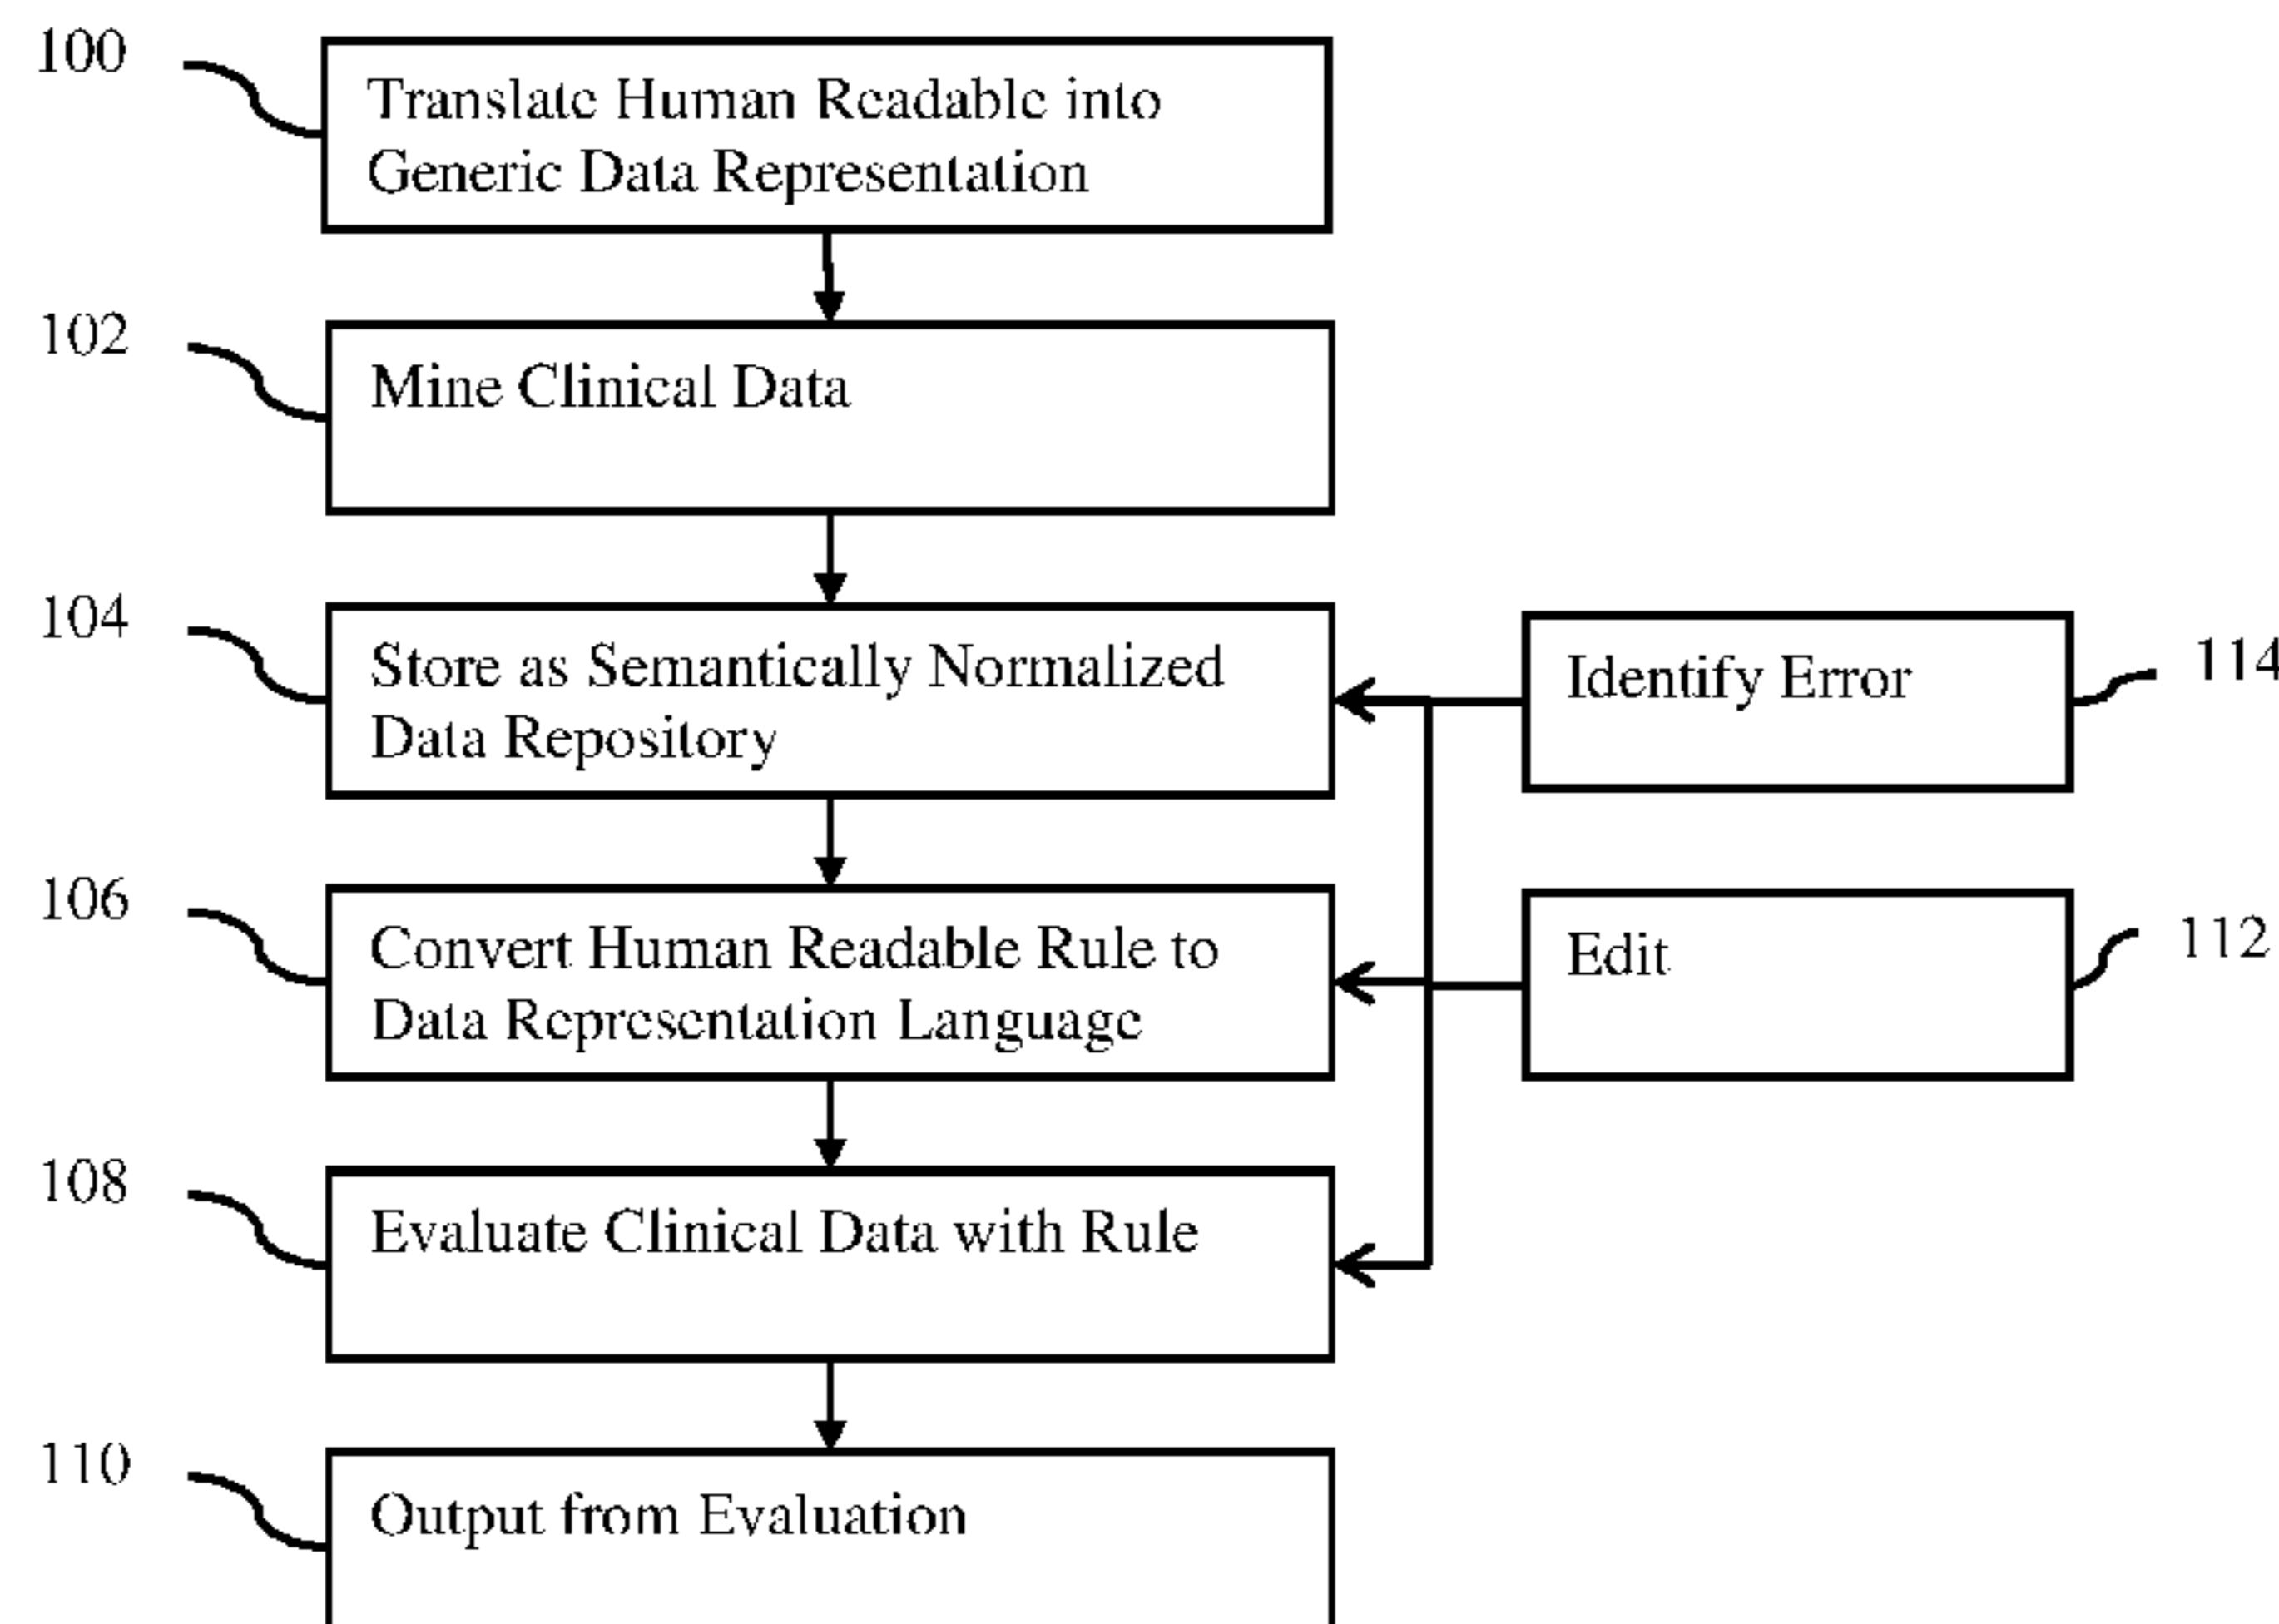 100
Translate Human Readable into
Generic Data Representation
102
Mine Clinical Data
104
Store as Semantically Normalized
Data Repository
Identify Error
114
106
Convert Human Readable Rule to
Data Representation Language
Edit
112
108
Evaluate Clinical Data with Rule
110
Output from Evaluation